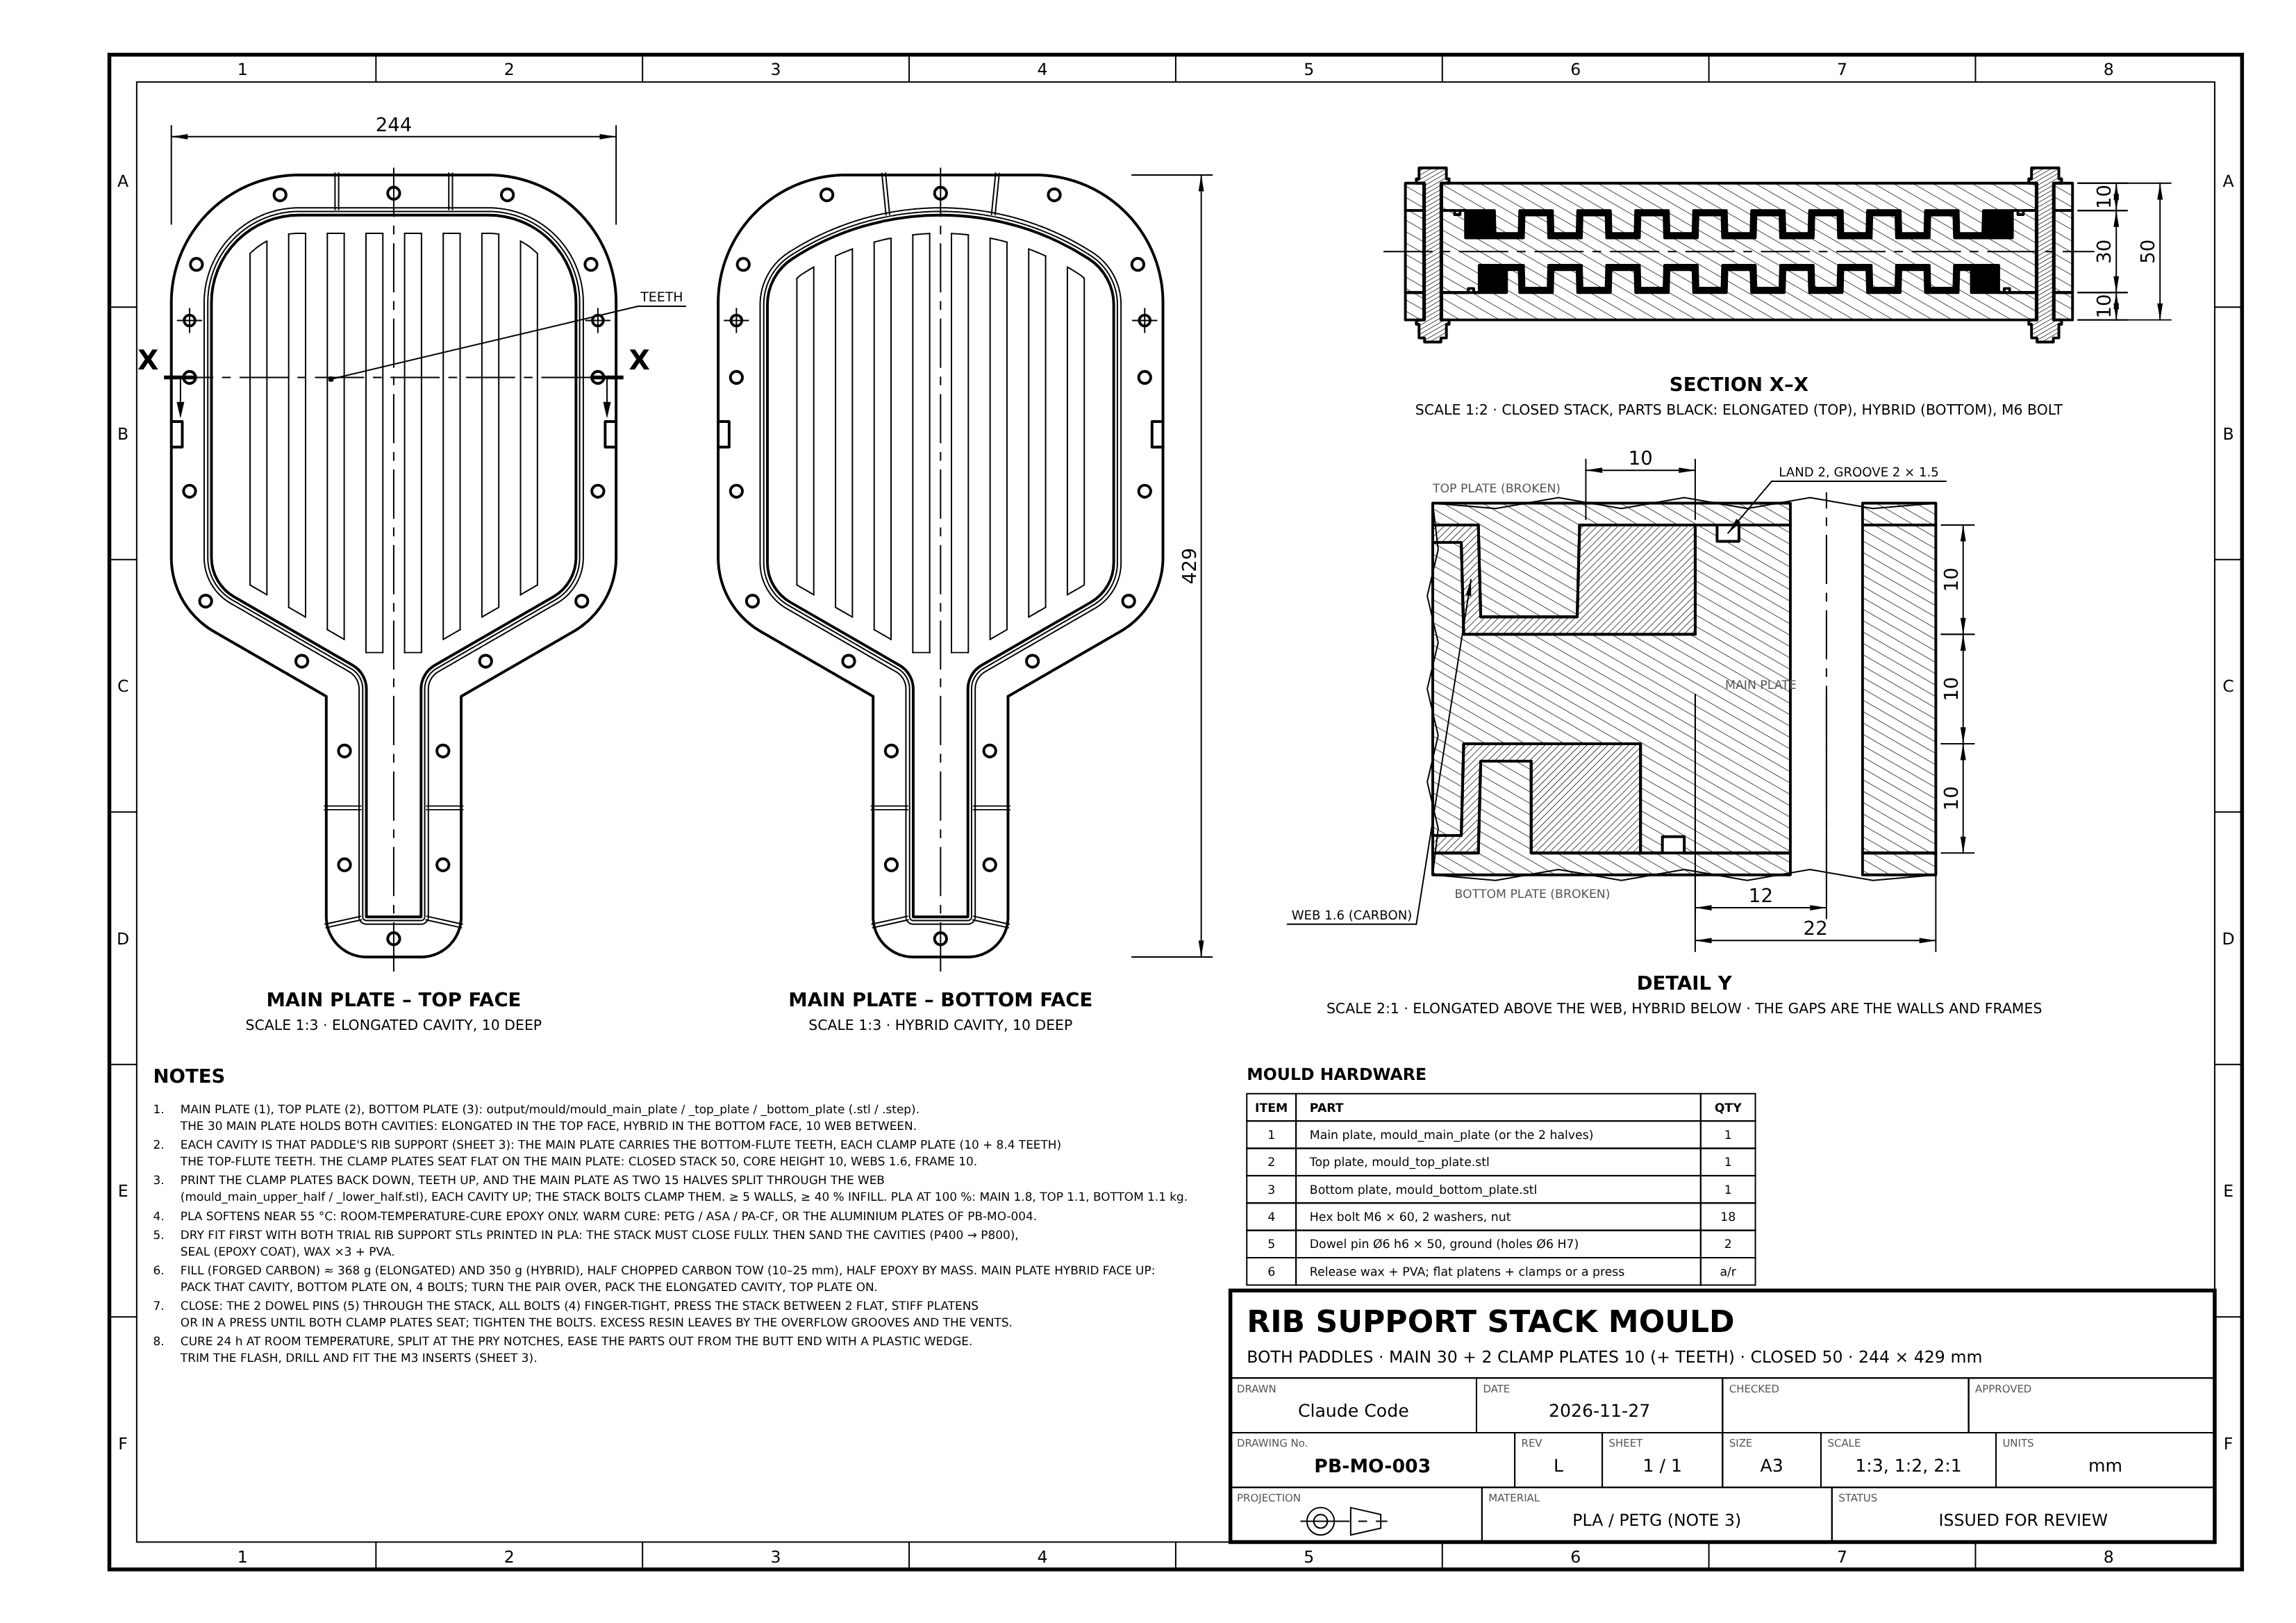 1 2 3 4 5 6 7 8
A
B
C
D
E
F
A
B
C
D
E
F
244
TEETH
X
X
429
MAIN PLATE – TOP FACE
SCALE 1:3 · ELONGATED CAVITY, 10 DEEP
MAIN PLATE – BOTTOM FACE
SCALE 1:3 · HYBRID CAVITY, 10 DEEP
10
30
10
50
SECTION X–X
SCALE 1:2 · CLOSED STACK, PARTS BLACK: ELONGATED (TOP), HYBRID (BOTTOM), M6 BOLT
10
LAND 2, GROOVE 2 × 1.5
TOP PLATE (BROKEN)
10
MAIN PLATE
10
10
BOTTOM PLATE (BROKEN)
12
WEB 1.6 (CARBON)
22
DETAIL Y
SCALE 2:1 · ELONGATED ABOVE THE WEB, HYBRID BELOW · THE GAPS ARE THE WALLS AND FRAMES
NOTES
1. MAIN PLATE (1), TOP PLATE (2), BOTTOM PLATE (3): output/mould/mould_main_plate / _top_plate / _bottom_plate (.stl / .step).
THE 30 MAIN PLATE HOLDS BOTH CAVITIES: ELONGATED IN THE TOP FACE, HYBRID IN THE BOTTOM FACE, 10 WEB BETWEEN.
2. EACH CAVITY IS THAT PADDLE'S RIB SUPPORT (SHEET 3): THE MAIN PLATE CARRIES THE BOTTOM-FLUTE TEETH, EACH CLAMP PLATE (10 + 8.4 TEETH)
THE TOP-FLUTE TEETH. THE CLAMP PLATES SEAT FLAT ON THE MAIN PLATE: CLOSED STACK 50, CORE HEIGHT 10, WEBS 1.6, FRAME 10.
3. PRINT THE CLAMP PLATES BACK DOWN, TEETH UP, AND THE MAIN PLATE AS TWO 15 HALVES SPLIT THROUGH THE WEB
(mould_main_upper_half / _lower_half.stl), EACH CAVITY UP; THE STACK BOLTS CLAMP THEM. ≥ 5 WALLS, ≥ 40 % INFILL. PLA AT 100 %: MAIN 1.8, TOP 1.1, BOTTOM 1.1 kg.
4. PLA SOFTENS NEAR 55 °C: ROOM-TEMPERATURE-CURE EPOXY ONLY. WARM CURE: PETG / ASA / PA-CF, OR THE ALUMINIUM PLATES OF PB-MO-004.
5. DRY FIT FIRST WITH BOTH TRIAL RIB SUPPORT STLs PRINTED IN PLA: THE STACK MUST CLOSE FULLY. THEN SAND THE CAVITIES (P400 → P800),
SEAL (EPOXY COAT), WAX ×3 + PVA.
6. FILL (FORGED CARBON) ≈ 368 g (ELONGATED) AND 350 g (HYBRID), HALF CHOPPED CARBON TOW (10–25 mm), HALF EPOXY BY MASS. MAIN PLATE HYBRID FACE UP:
PACK THAT CAVITY, BOTTOM PLATE ON, 4 BOLTS; TURN THE PAIR OVER, PACK THE ELONGATED CAVITY, TOP PLATE ON.
7. CLOSE: THE 2 DOWEL PINS (5) THROUGH THE STACK, ALL BOLTS (4) FINGER-TIGHT, PRESS THE STACK BETWEEN 2 FLAT, STIFF PLATENS
OR IN A PRESS UNTIL BOTH CLAMP PLATES SEAT; TIGHTEN THE BOLTS. EXCESS RESIN LEAVES BY THE OVERFLOW GROOVES AND THE VENTS.
8. CURE 24 h AT ROOM TEMPERATURE, SPLIT AT THE PRY NOTCHES, EASE THE PARTS OUT FROM THE BUTT END WITH A PLASTIC WEDGE.
TRIM THE FLASH, DRILL AND FIT THE M3 INSERTS (SHEET 3).
MOULD HARDWARE
ITEM PART QTY
1 Main plate, mould_main_plate (or the 2 halves) 1
2 Top plate, mould_top_plate.stl 1
3 Bottom plate, mould_bottom_plate.stl 1
4 Hex bolt M6 × 60, 2 washers, nut 18
5 Dowel pin Ø6 h6 × 50, ground (holes Ø6 H7) 2
6 Release wax + PVA; flat platens + clamps or a press a/r
RIB SUPPORT STACK MOULD
BOTH PADDLES · MAIN 30 + 2 CLAMP PLATES 10 (+ TEETH) · CLOSED 50 · 244 × 429 mm
DRAWN DATE CHECKED APPROVED
Claude Code 2026-11-27
DRAWING No. REV SHEET SIZE SCALE UNITS
PB-MO-003 L 1 / 1 A3 1:3, 1:2, 2:1 mm
PROJECTION MATERIAL STATUS
PLA / PETG (NOTE 3) ISSUED FOR REVIEW
1 2 3 4 5 6 7 8